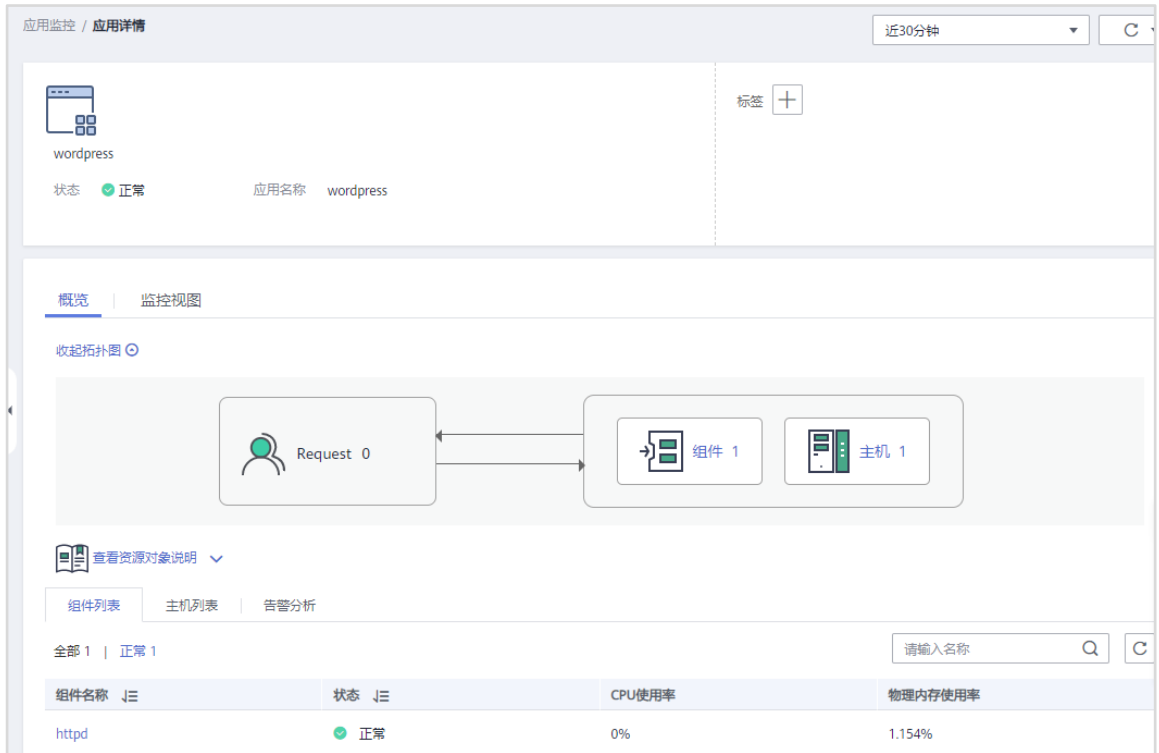 应用监控 / 应用详情
近30分钟
标签
wordpress
状态 正常 应用名称 wordpress
概览 监控视图
收起拓扑图
Request 0
组件 1
主机 1
查看资源对象说明
组件列表 主机列表 告警分析
全部 1 | 正常 1
请输入名称
组件名称 状态 CPU使用率 物理内存使用率
httpd 正常 0% 1.154%